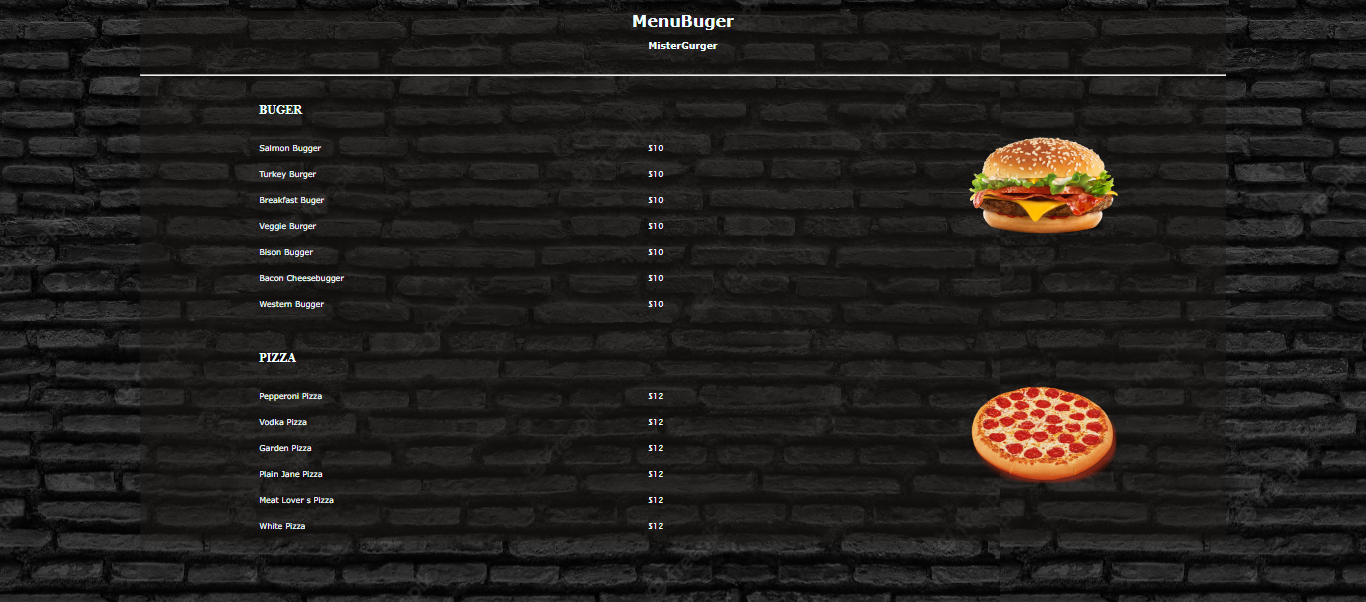 MenuBuger
MisterGurger
BUGER
Salmon Bugger $10
Turkey Burger $10
Breakfast Buger $10
Veggie Burger $10
Bison Bugger $10
Bacon Cheesebugger $10
Western Bugger $10
PIZZA
Pepperoni Pizza $12
Vodka Pizza $12
Garden Pizza $12
Plain Jane Pizza $12
Meat Lover s Pizza $12
White Pizza $12